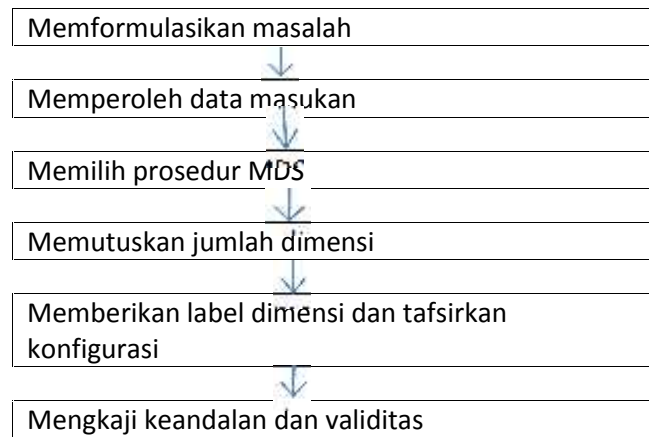 Memformulasikan masalah
Memperoleh data masukan
Memilih prosedur MDS
Memutuskan jumlah dimensi
Memberikan label dimensi dan tafsirkan
konfigurasi
Mengkaji keandalan dan validitas